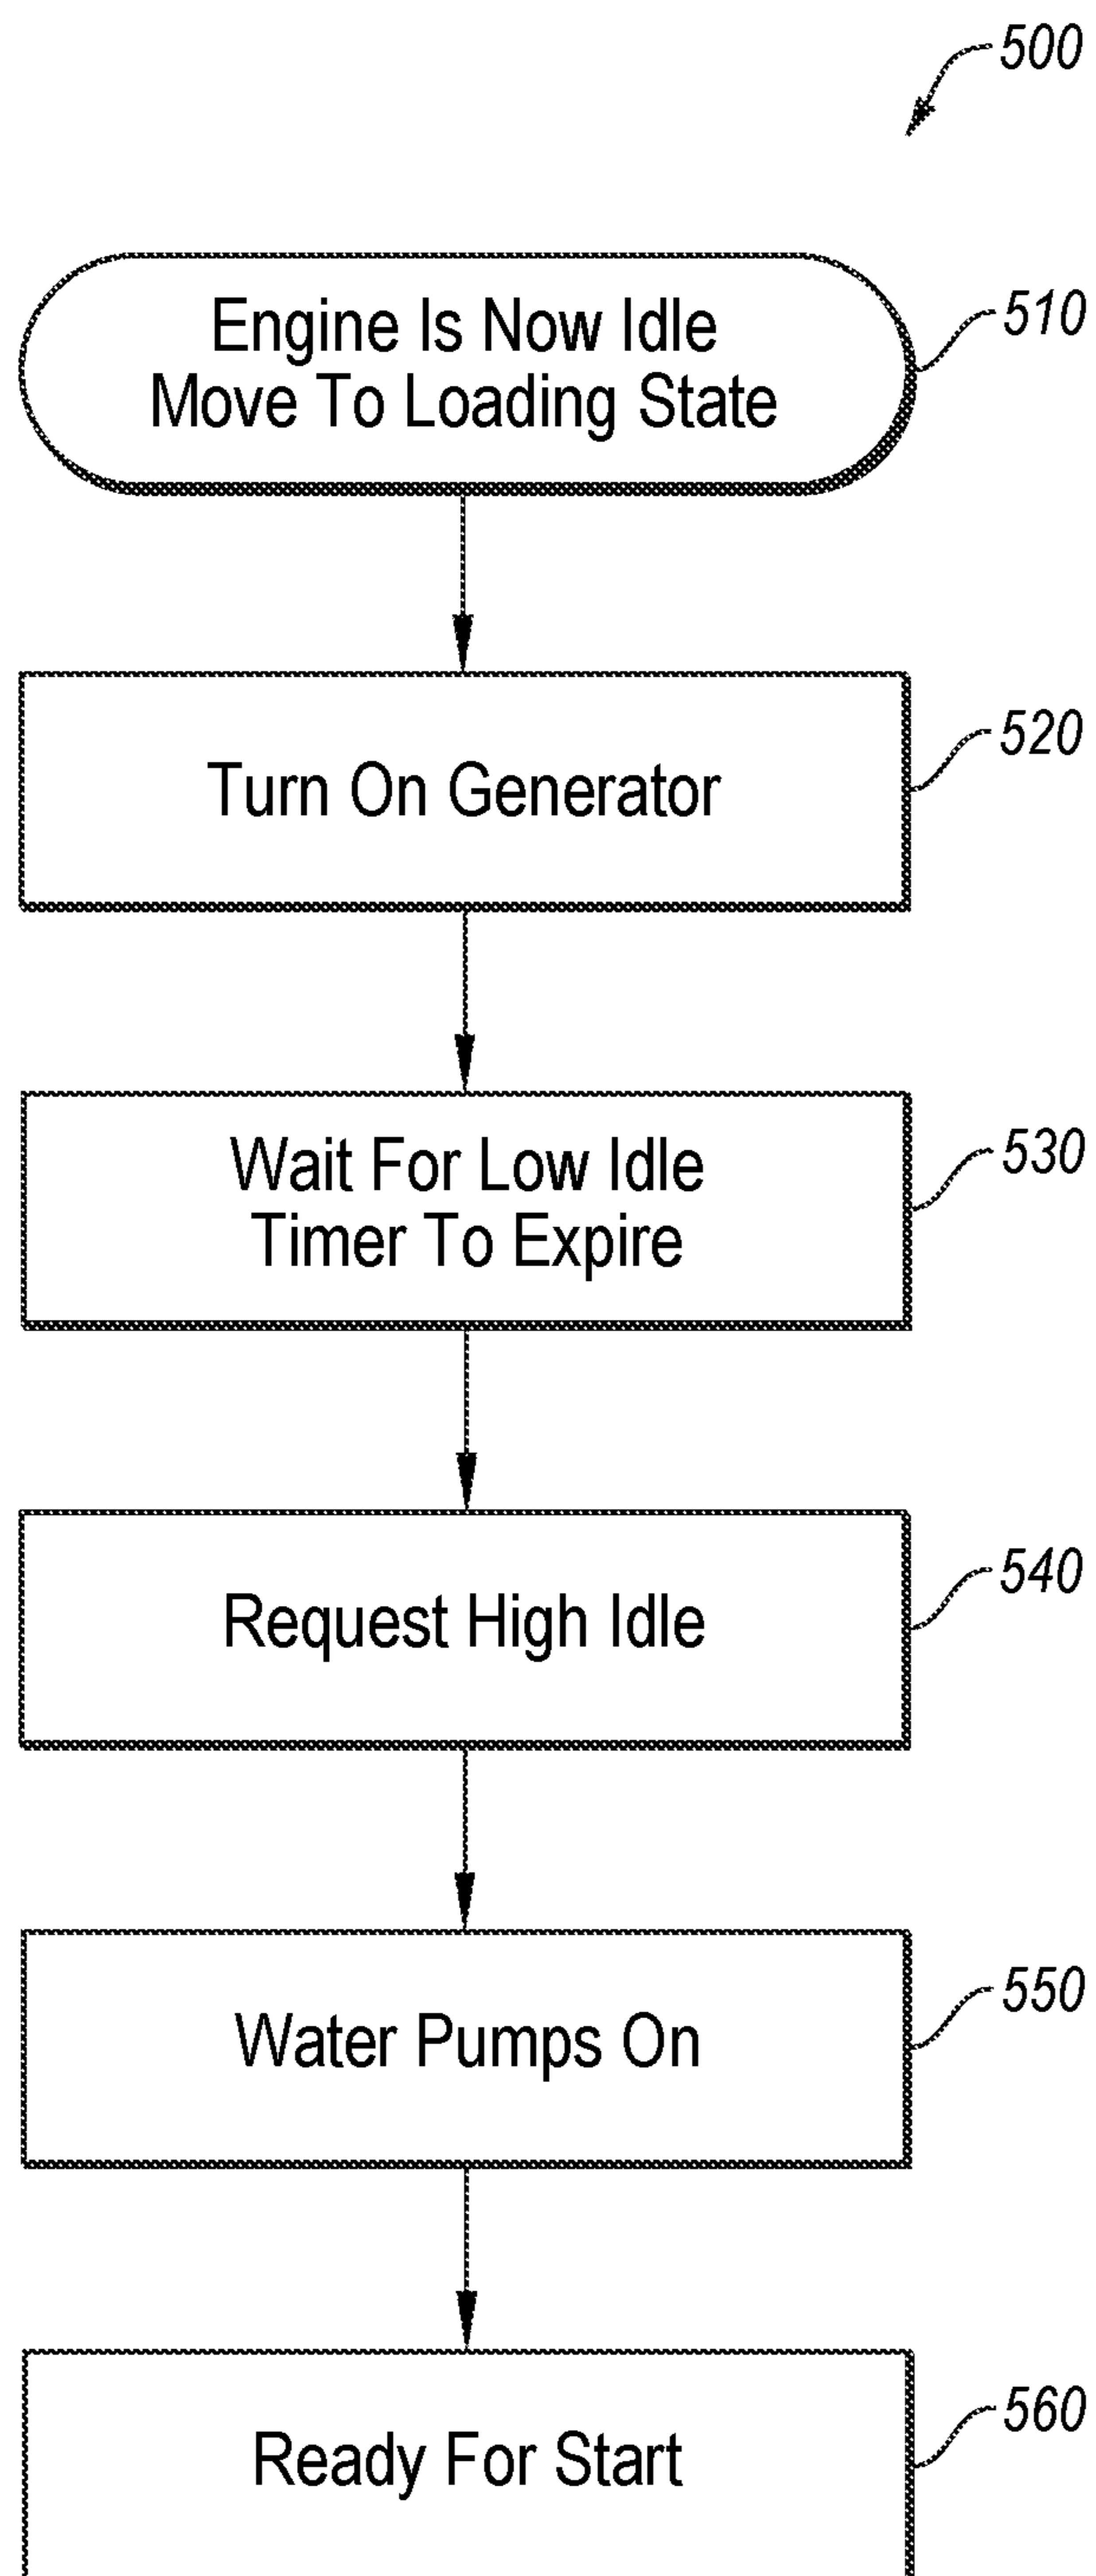 500
Engine Is Now Idle
Move To Loading State
510
Turn On Generator
520
Wait For Low Idle
Timer To Expire
530
Request High Idle
540
Water Pumps On
550
Ready For Start
560